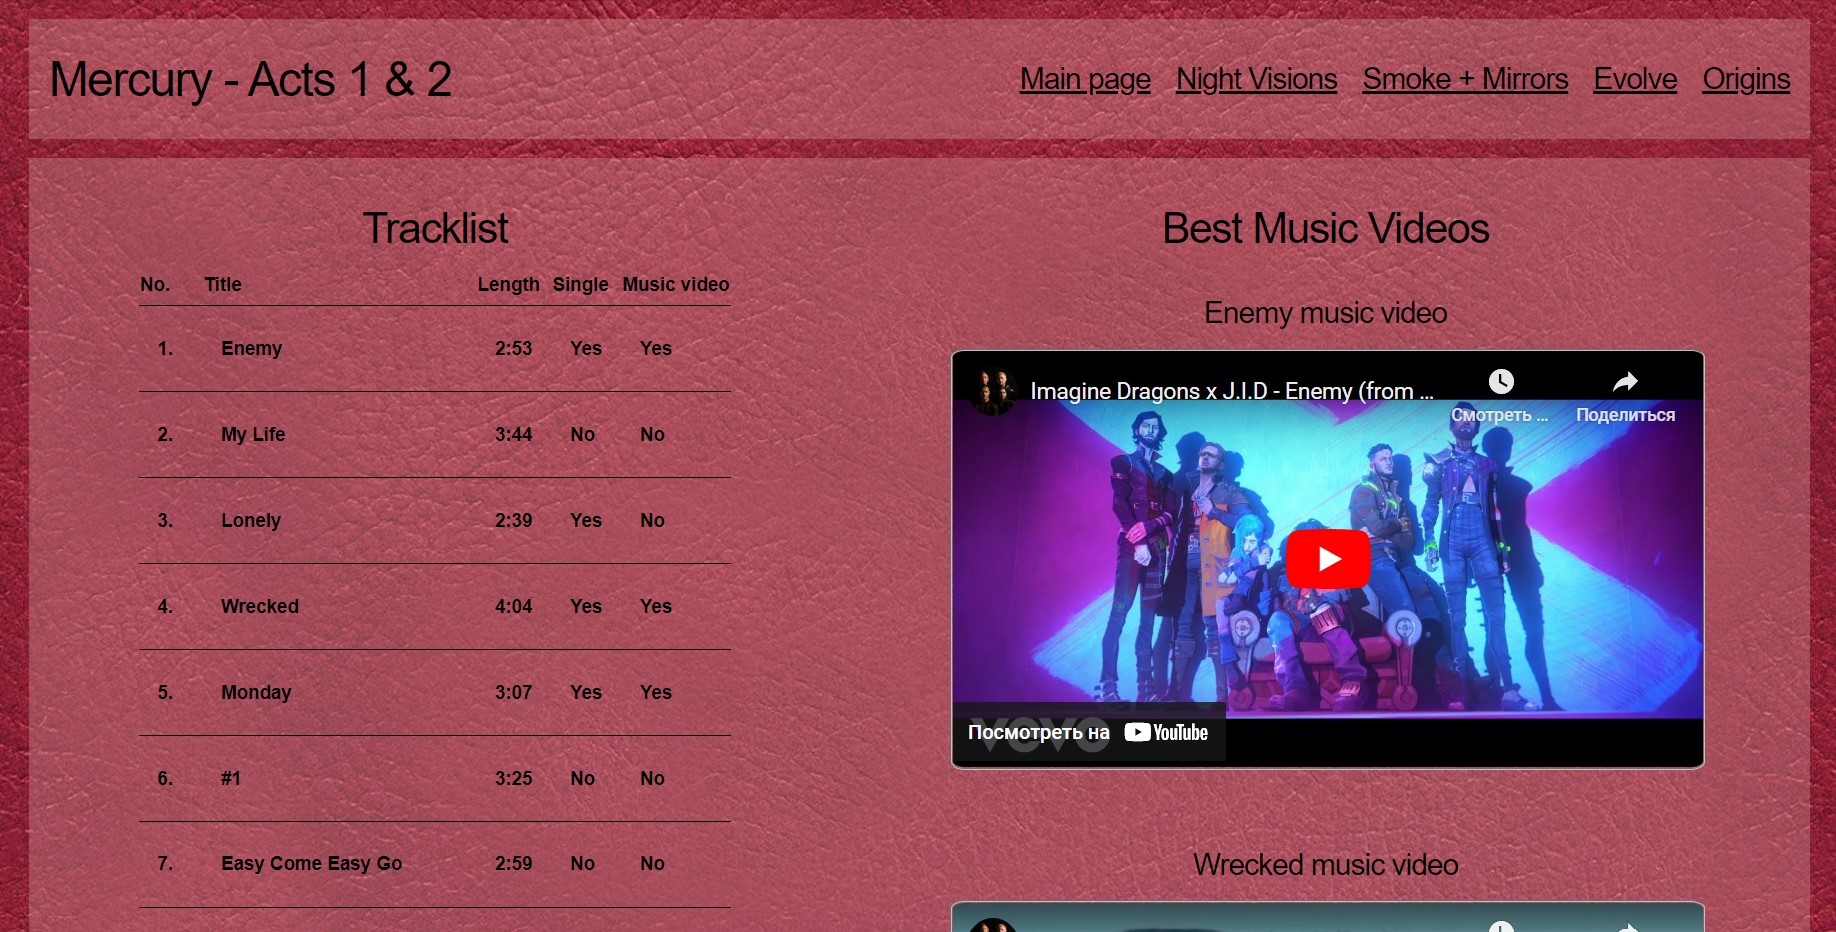 Mercury - Acts 1 & 2
Main page Night Visions Smoke + Mirrors Evolve Origins
Tracklist
No. Title Length Single Music video
1. Enemy 2:53 Yes Yes
2. My Life 3:44 No No
3. Lonely 2:39 Yes No
4. Wrecked 4:04 Yes Yes
5. Monday 3:07 Yes Yes
6. #1 3:25 No No
7. Easy Come Easy Go 2:59 No No
Best Music Videos
Enemy music video
Imagine Dragons x J.I.D - Enemy (from ...
Смотреть ... Поделиться
vevo
Посмотреть на YouTube
Wrecked music video